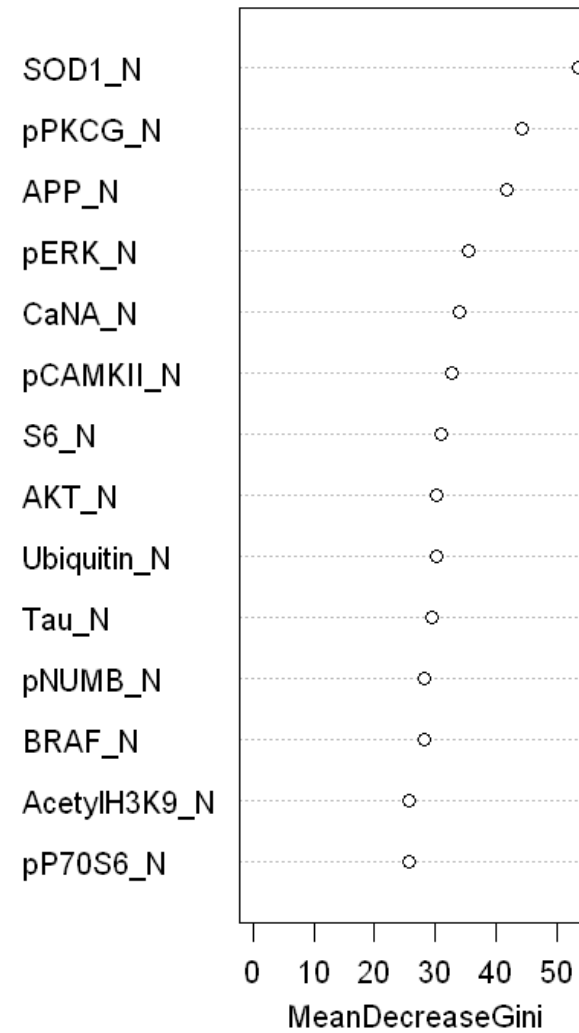 SOD1_N
pPKCG_N
APP_N
pERK_N
CaNA_N
pCAMKII_N
S6_N
AKT_N
Ubiquitin_N
Tau_N
pNUMB_N
BRAF_N
AcetylH3K9_N
pP70S6_N
0 10 20 30 40 50
MeanDecreaseGini